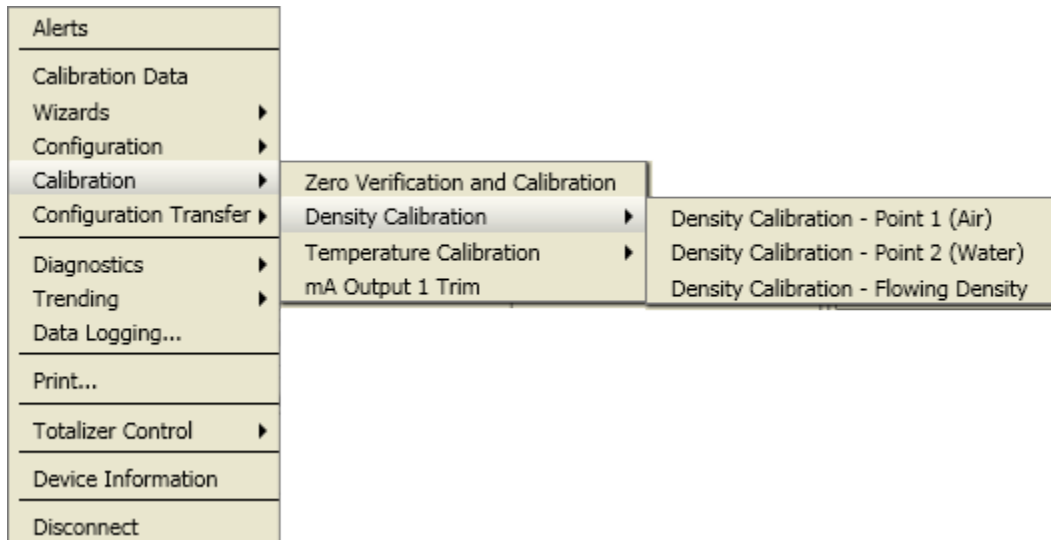 Alerts
Calibration Data
Wizards
Configuration
Calibration
Configuration Transfer
Diagnostics
Trending
Data Logging...
Print...
Totalizer Control
Device Information
Disconnect
Zero Verification and Calibration
Density Calibration
Temperature Calibration
mA Output 1 Trim
Density Calibration - Point 1 (Air)
Density Calibration - Point 2 (Water)
Density Calibration - Flowing Density